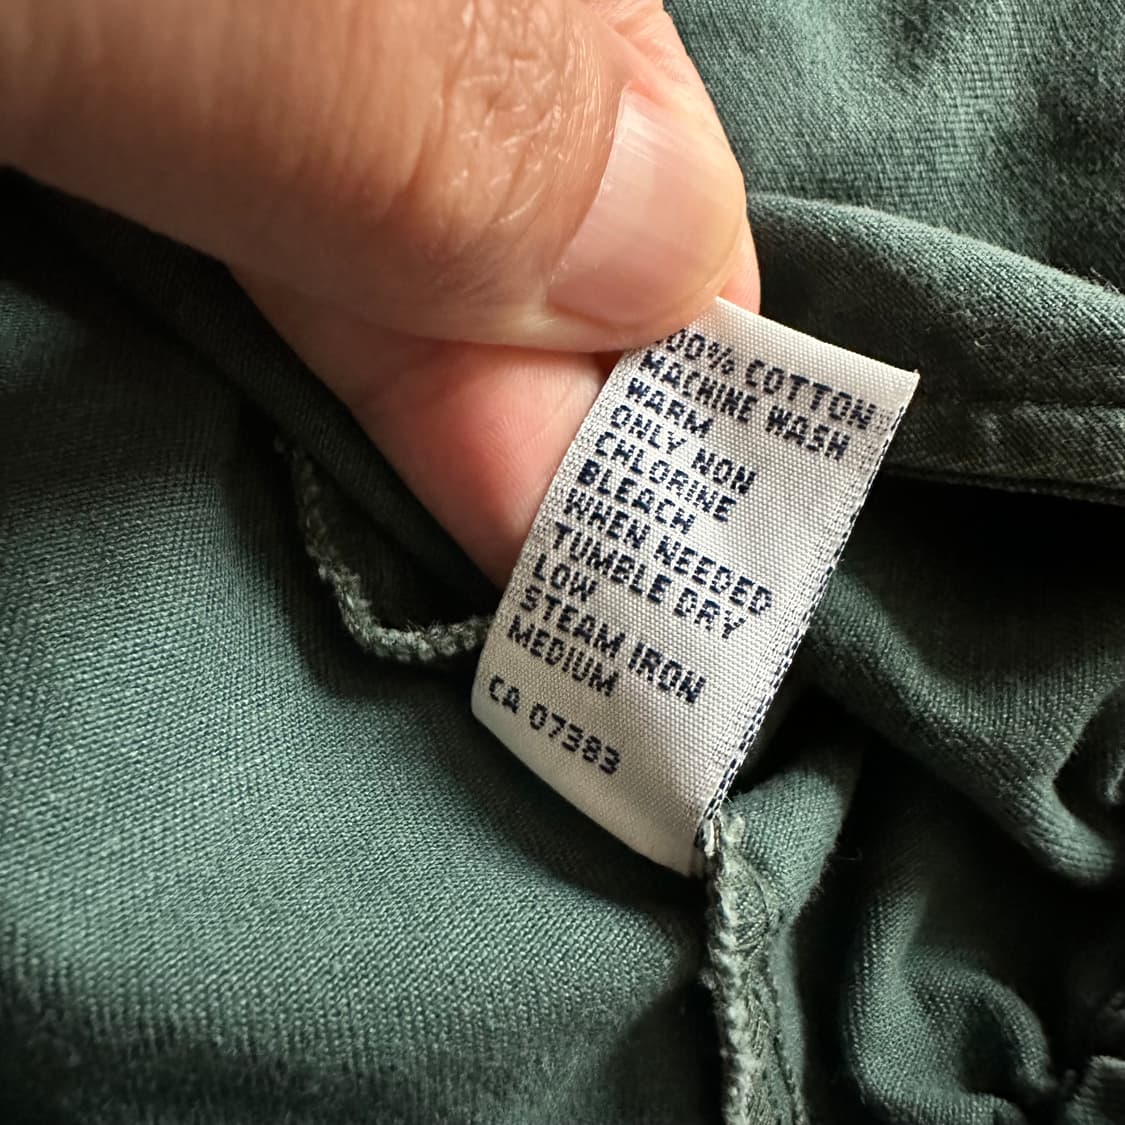 00% COTTON
MACHINE WASH
WARM
ONLY NON
CHLORINE
BLEACH
WHEN NEEDED
TUMBLE DRY
LOW
STEAM IRON
MEDIUM
CA 07383